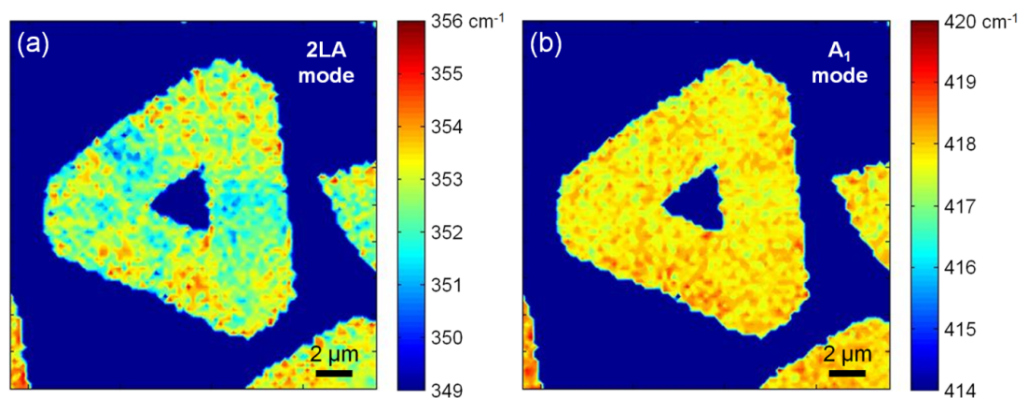 (a)
2LA
mode
2 μm
356 cm⁻¹
355
354
353
352
351
350
349
(b)
A₁
mode
2 μm
420 cm⁻¹
419
418
417
416
415
414